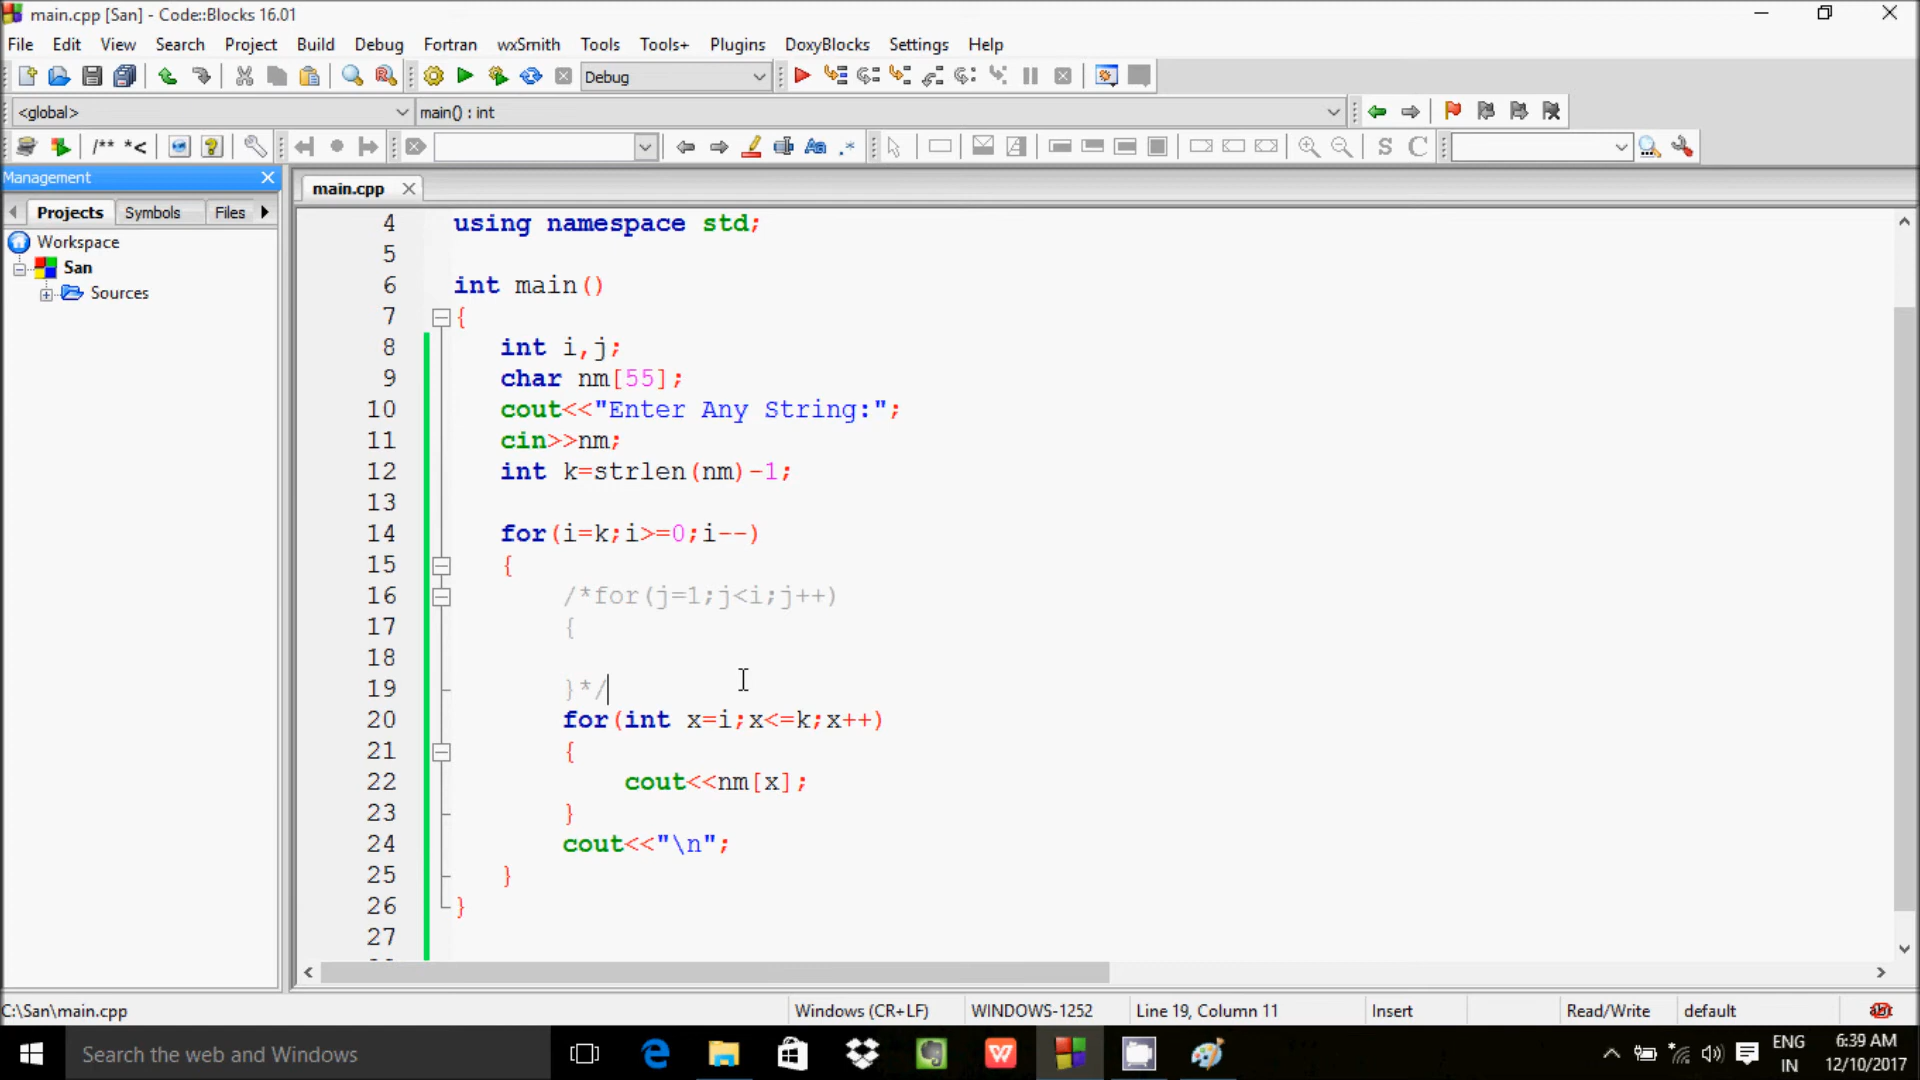 main.cpp [San] - Code::Blocks 16.01
File Edit View Search Project Build Debug Fortran wxSmith Tools Tools+ Plugins DoxyBlocks Settings Help
Debug
<global> main() : int
/** *<
Management
main.cpp
Projects Symbols Files
Workspace
San
Sources
4 using namespace std;
5
6 int main()
7 {
8 int i,j;
9 char nm[55];
10 cout<<"Enter Any String:";
11 cin>>nm;
12 int k=strlen(nm)-1;
13
14 for(i=k;i>=0;i--)
15 {
16 /*for(j=1;j<i;j++)
17 {
18
19 }*/
20 for(int x=i;x<=k;x++)
21 {
22 cout<<nm[x];
23 }
24 cout<<"\n";
25 }
26 }
27
C:\San\main.cpp Windows (CR+LF) WINDOWS-1252 Line 19, Column 11 Insert Read/Write default
Search the web and Windows
ENG
IN
6:39 AM
12/10/2017